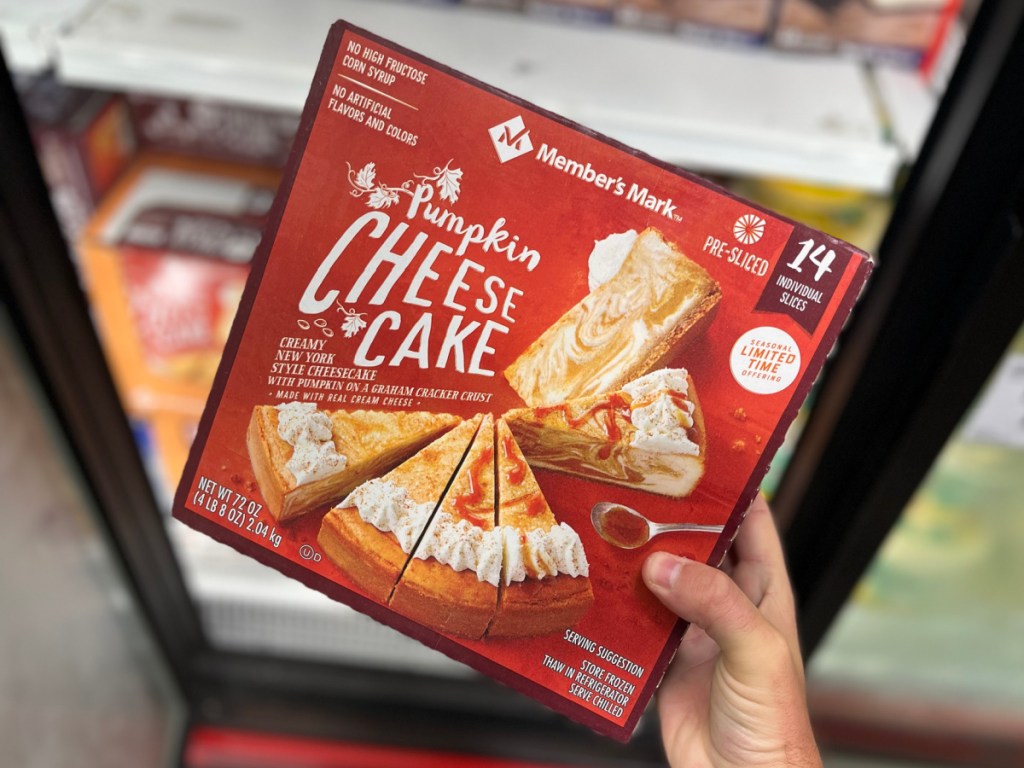 NO HIGH FRUCTOSE
CORN SYRUP
NO ARTIFICIAL
FLAVORS AND COLORS
Member's Mark™
Pumpkin
CHEESE
CAKE
CREAMY
NEW YORK
STYLE CHEESECAKE
WITH PUMPKIN ON A GRAHAM CRACKER CRUST
• MADE WITH REAL CREAM CHEESE •
PRE-SLICED
14
INDIVIDUAL
SLICES
SEASONAL
LIMITED
TIME
OFFERING
NET WT 72 OZ
(4 LB 8 OZ) 2.04 kg
U D
SERVING SUGGESTION
STORE FROZEN
THAW IN REFRIGERATOR
SERVE CHILLED